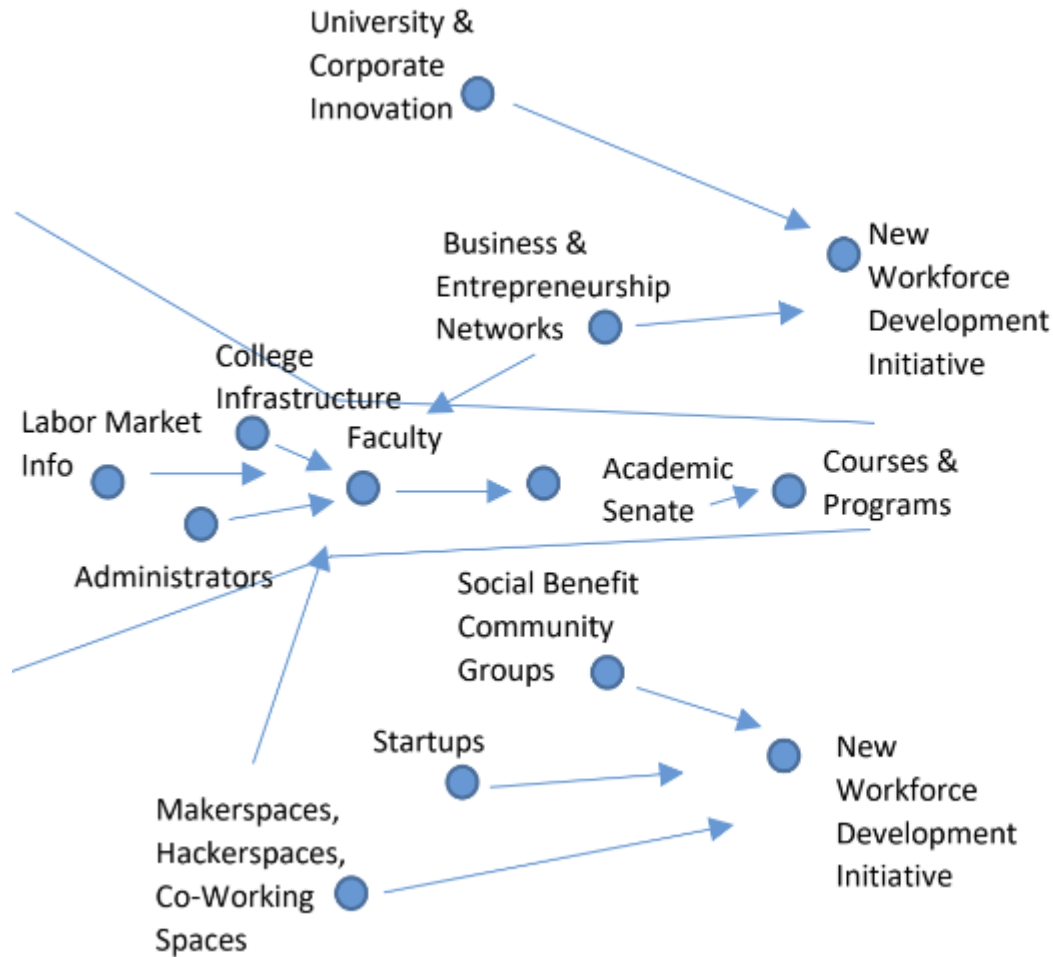 University &
Corporate
Innovation
New
Workforce
Development
Initiative
Business &
Entrepreneurship
Networks
College
Infrastructure
Labor Market
Info
Faculty
Academic
Senate
Courses &
Programs
Administrators
Social Benefit
Community
Groups
Startups
New
Workforce
Development
Initiative
Makerspaces,
Hackerspaces,
Co-Working
Spaces